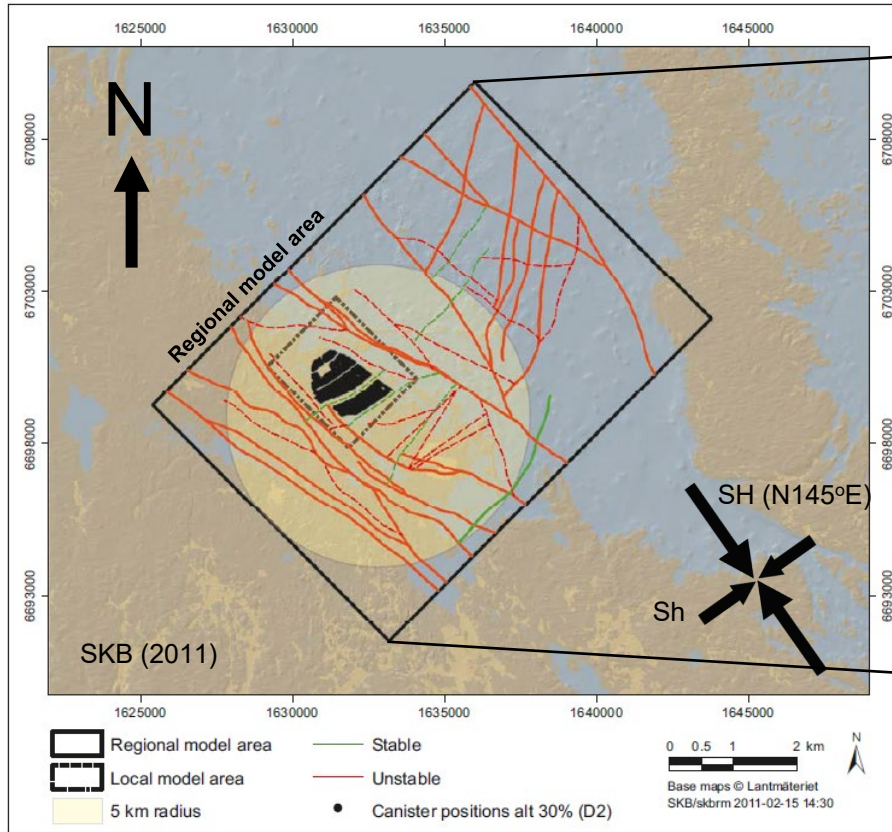 1625000 1630000 1635000 1640000 1645000
N
6708000
6708000
Regional model area
6703000
6703000
6698000
6698000
SH (N145ºE)
Sh
6693000
6693000
SKB (2011)
1625000 1630000 1635000 1640000 1645000
Regional model area
Local model area
5 km radius
Stable
Unstable
Canister positions alt 30% (D2)
0 0.5 1 2 km
N
Base maps © Lantmäteriet
SKB/skbrm 2011-02-15 14:30